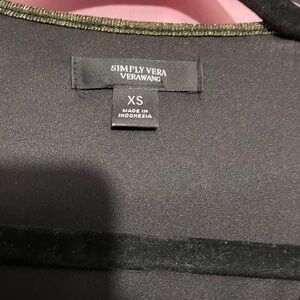 SIMPLY VERA
VERAWANG
XS
MADE IN
INDONESIA